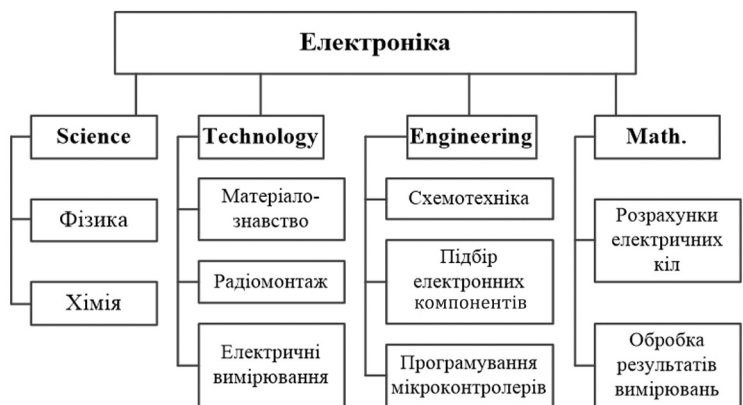 Електроніка
Science
Фізика
Хімія
Technology
Матеріало-
знавство
Радіомонтаж
Електричні
вимірювання
Engineering
Схемотехніка
Підбір
електронних
компонентів
Програмування
мікроконтролерів
Math.
Розрахунки
електричних
кіл
Обробка
результатів
вимірювань